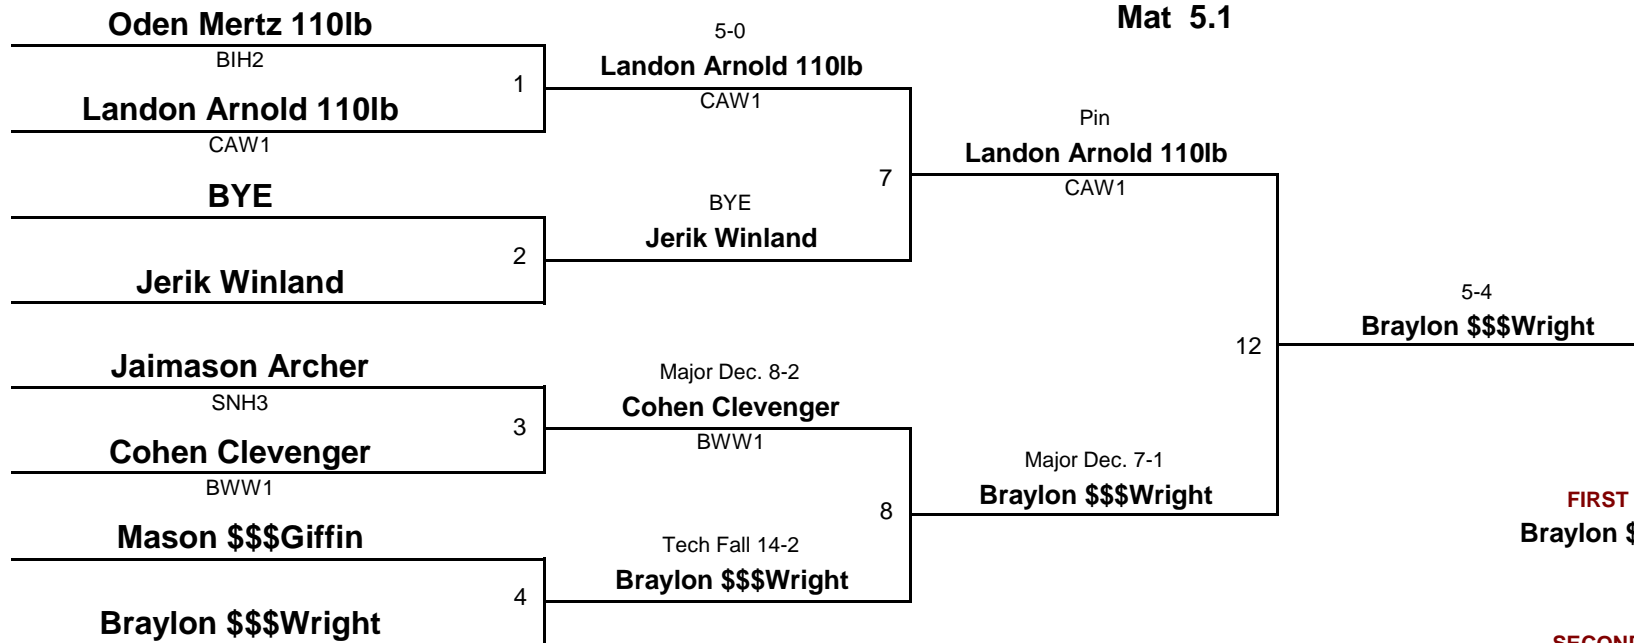 Oden Mertz 110lb
BIH2
1
Landon Arnold 110lb
CAW1
BYE
2
Jerik Winland
Jaimason Archer
SNH3
3
Cohen Clevenger
BWW1
Mason $$$Giffin
4
Braylon $$$Wright
5-0
Landon Arnold 110lb
CAW1
7
BYE
Jerik Winland
Major Dec. 8-2
Cohen Clevenger
BWW1
8
Tech Fall 14-2
Braylon $$$Wright
Mat 5.1
Pin
Landon Arnold 110lb
CAW1
12
Major Dec. 7-1
Braylon $$$Wright
5-4
Braylon $$$Wright
FIRST
Braylon $
SECOND